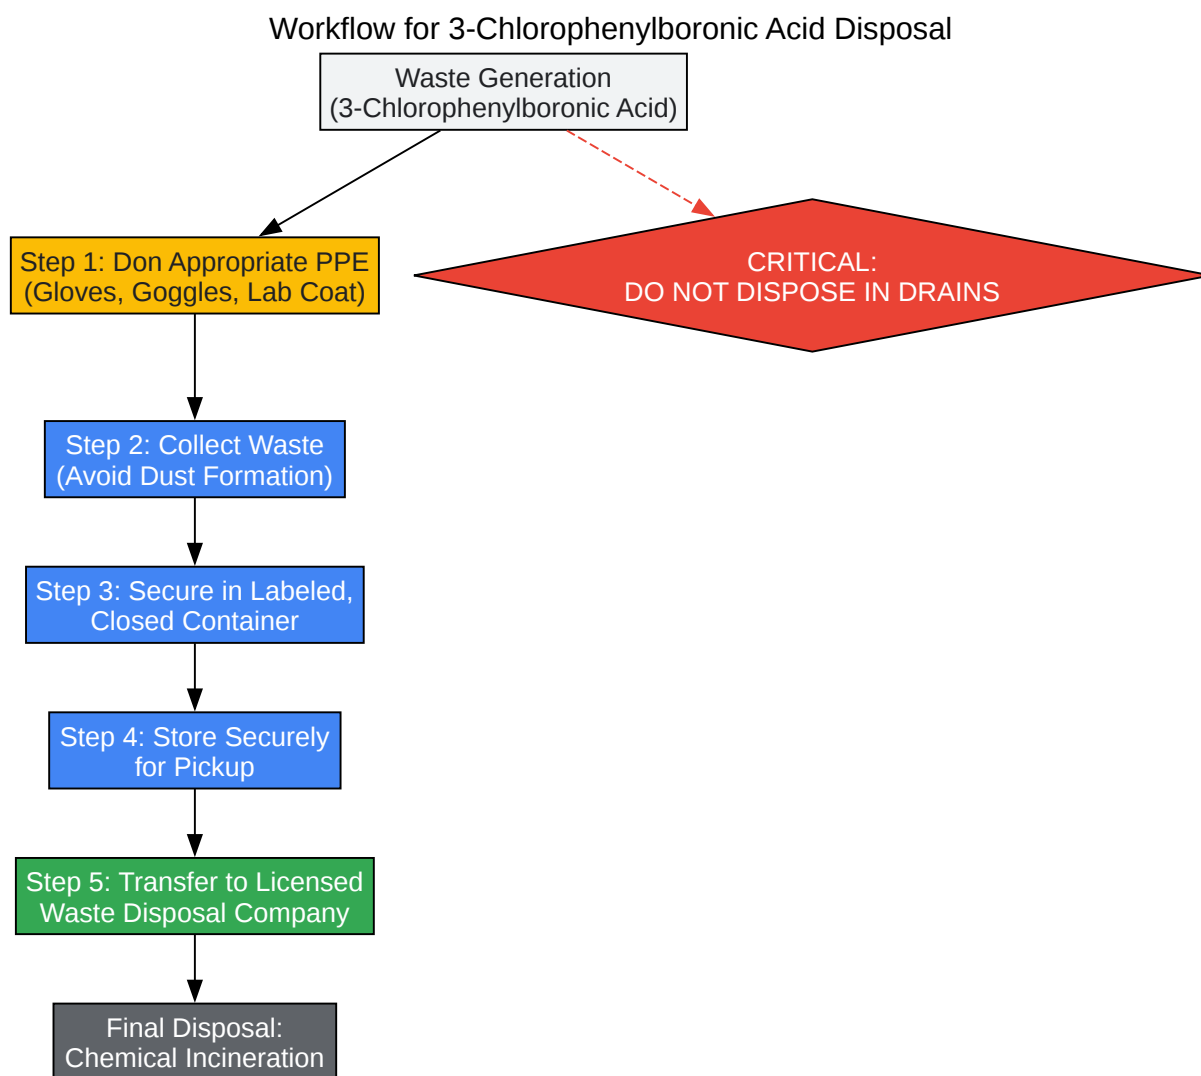 Workflow for 3-Chlorophenylboronic Acid Disposal
Waste Generation
(3-Chlorophenylboronic Acid)
Step 1: Don Appropriate PPE
(Gloves, Goggles, Lab Coat)
CRITICAL:
DO NOT DISPOSE IN DRAINS
Step 2: Collect Waste
(Avoid Dust Formation)
Step 3: Secure in Labeled,
Closed Container
Step 4: Store Securely
for Pickup
Step 5: Transfer to Licensed
Waste Disposal Company
Final Disposal:
Chemical Incineration